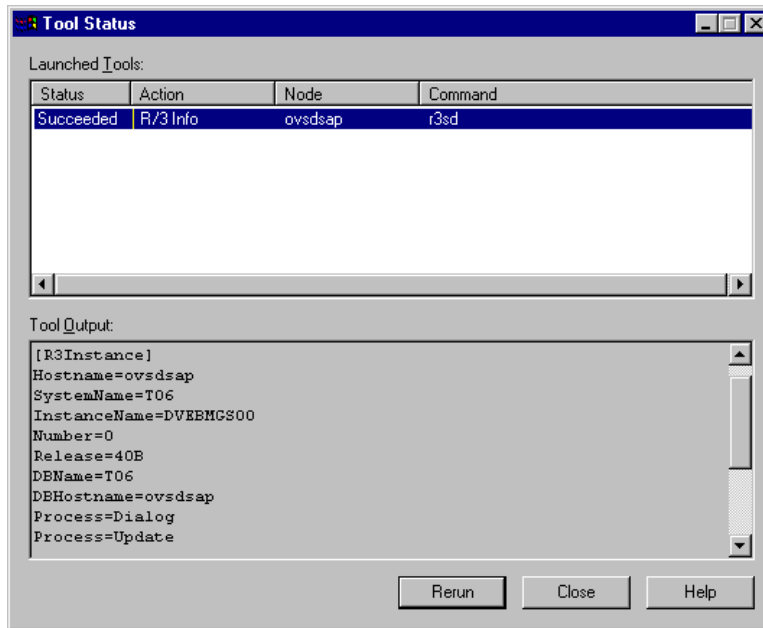 Tool Status
Launched Tools:
Status Action Node Command
Succeeded R/3 Info ovsdsap r3sd
Tool Output:
[R3Instance]
Hostname=ovsdsap
SystemName=T06
InstanceName=DVEBMGS00
Number=0
Release=40B
DBName=T06
DBHostname=ovsdsap
Process=Dialog
Process=Update
Rerun Close Help